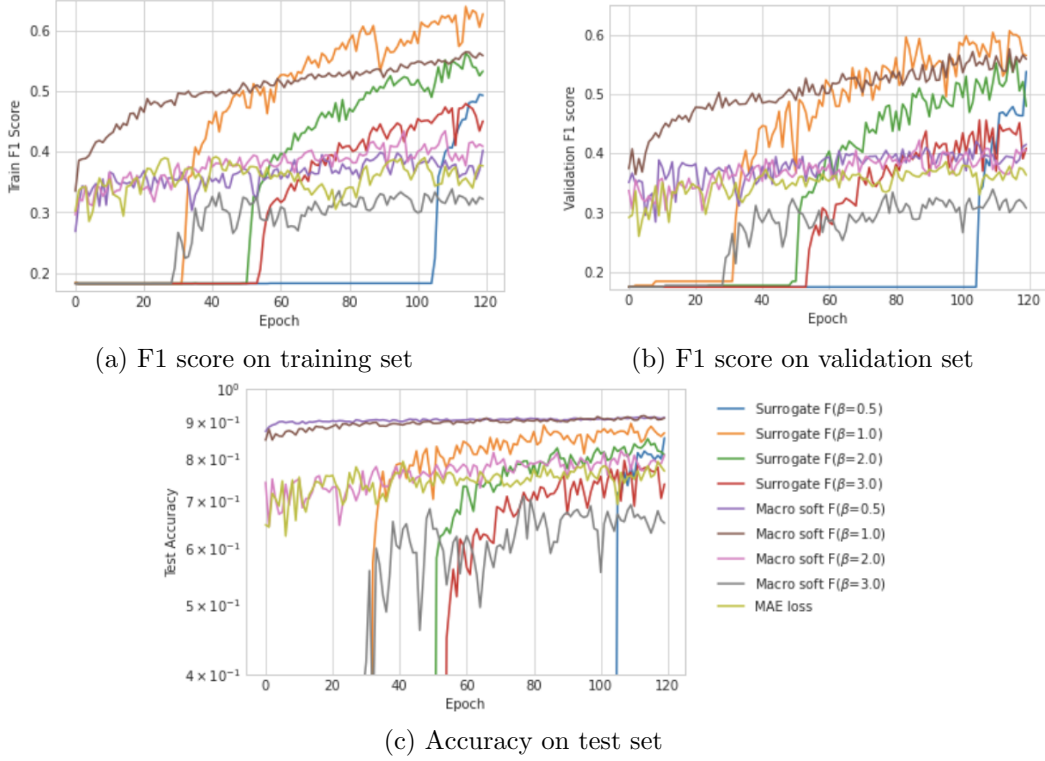 Train F1 Score
0.6
0.5
0.4
0.3
0.2
0 20 40 60 80 100 120
Epoch
(a) F1 score on training set
Validation F1 score
0.6
0.5
0.4
0.3
0.2
0 20 40 60 80 100 120
Epoch
(b) F1 score on validation set
Test Accuracy
10⁰
9 × 10⁻¹
8 × 10⁻¹
7 × 10⁻¹
6 × 10⁻¹
5 × 10⁻¹
4 × 10⁻¹
0 20 40 60 80 100 120
Epoch
Surrogate F(β=0.5)
Surrogate F(β=1.0)
Surrogate F(β=2.0)
Surrogate F(β=3.0)
Macro soft F(β=0.5)
Macro soft F(β=1.0)
Macro soft F(β=2.0)
Macro soft F(β=3.0)
MAE loss
(c) Accuracy on test set